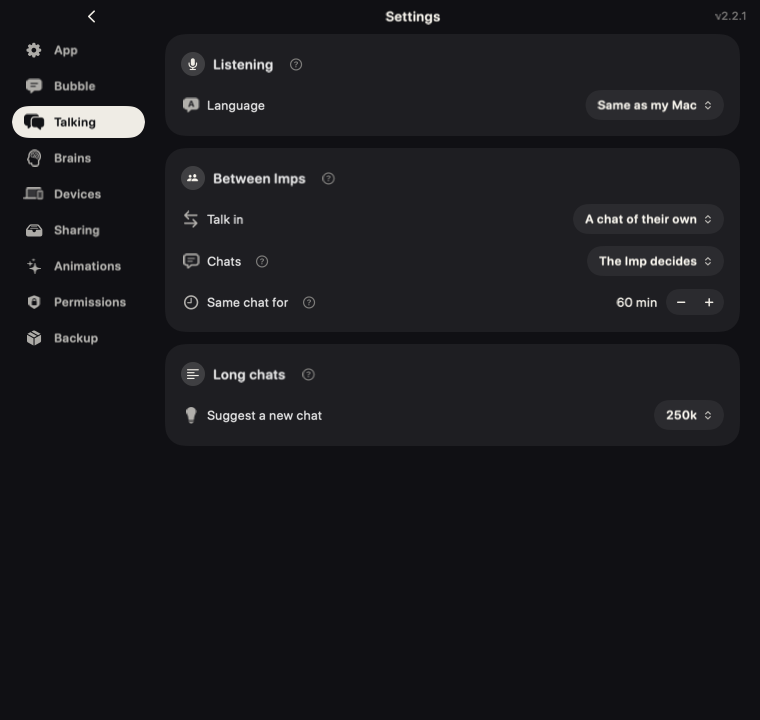 Settings
v2.2.1
App
Bubble
Talking
Brains
Devices
Sharing
Animations
Permissions
Backup
Listening
Language
Same as my Mac
Between Imps
Talk in
A chat of their own
Chats
The Imp decides
Same chat for
60 min
Long chats
Suggest a new chat
250k